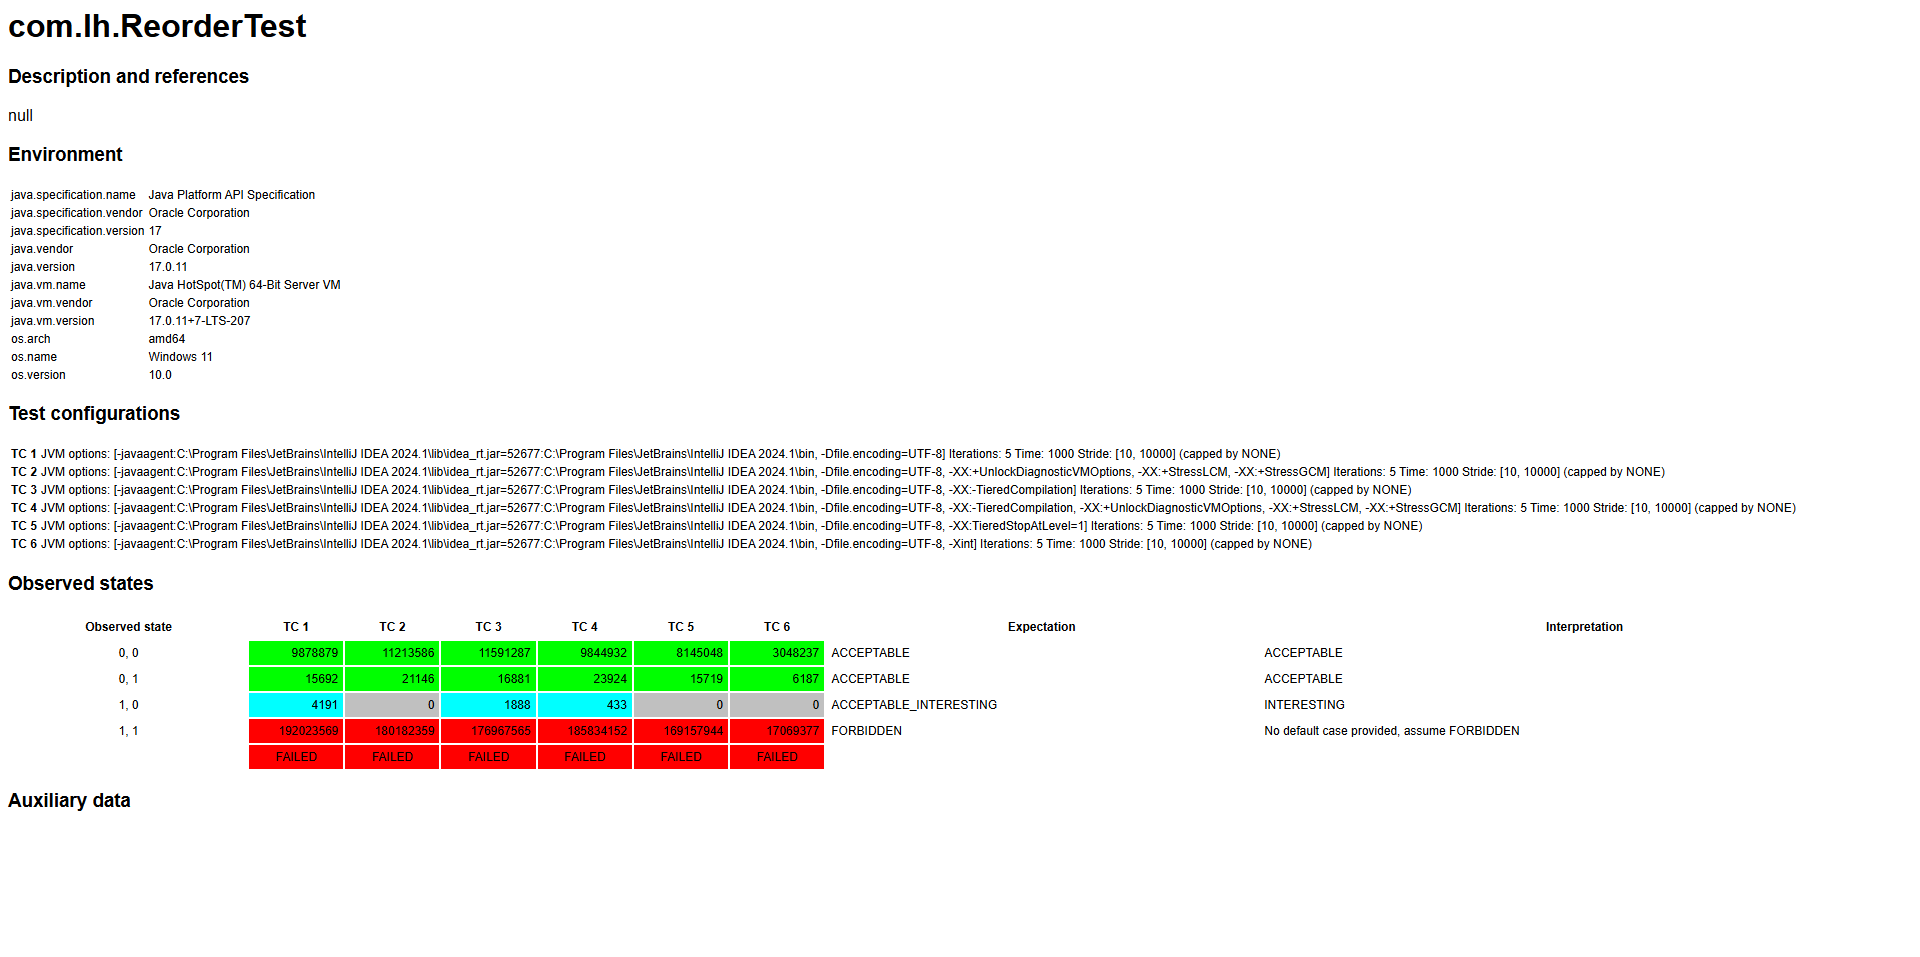 com.lh.ReorderTest
Description and references
null
Environment
java.specification.name Java Platform API Specification
java.specification.vendor Oracle Corporation
java.specification.version 17
java.vendor Oracle Corporation
java.version 17.0.11
java.vm.name Java HotSpot(TM) 64-Bit Server VM
java.vm.vendor Oracle Corporation
java.vm.version 17.0.11+7-LTS-207
os.arch amd64
os.name Windows 11
os.version 10.0
Test configurations
TC 1 JVM options: [-javaagent:C:\Program Files\JetBrains\IntelliJ IDEA 2024.1\lib\idea_rt.jar=52677:C:\Program Files\JetBrains\IntelliJ IDEA 2024.1\bin, -Dfile.encoding=UTF-8] Iterations: 5 Time: 1000 Stride: [10, 10000] (capped by NONE)
TC 2 JVM options: [-javaagent:C:\Program Files\JetBrains\IntelliJ IDEA 2024.1\lib\idea_rt.jar=52677:C:\Program Files\JetBrains\IntelliJ IDEA 2024.1\bin, -Dfile.encoding=UTF-8, -XX:+UnlockDiagnosticVMOptions, -XX:+StressLCM, -XX:+StressGCM] Iterations: 5 Time: 1000 Stride: [10, 10000] (capped by NONE)
TC 3 JVM options: [-javaagent:C:\Program Files\JetBrains\IntelliJ IDEA 2024.1\lib\idea_rt.jar=52677:C:\Program Files\JetBrains\IntelliJ IDEA 2024.1\bin, -Dfile.encoding=UTF-8, -XX:-TieredCompilation] Iterations: 5 Time: 1000 Stride: [10, 10000] (capped by NONE)
TC 4 JVM options: [-javaagent:C:\Program Files\JetBrains\IntelliJ IDEA 2024.1\lib\idea_rt.jar=52677:C:\Program Files\JetBrains\IntelliJ IDEA 2024.1\bin, -Dfile.encoding=UTF-8, -XX:-TieredCompilation, -XX:+UnlockDiagnosticVMOptions, -XX:+StressLCM, -XX:+StressGCM] Iterations: 5 Time: 1000 Stride: [10, 10000] (capped by NONE)
TC 5 JVM options: [-javaagent:C:\Program Files\JetBrains\IntelliJ IDEA 2024.1\lib\idea_rt.jar=52677:C:\Program Files\JetBrains\IntelliJ IDEA 2024.1\bin, -Dfile.encoding=UTF-8, -XX:TieredStopAtLevel=1] Iterations: 5 Time: 1000 Stride: [10, 10000] (capped by NONE)
TC 6 JVM options: [-javaagent:C:\Program Files\JetBrains\IntelliJ IDEA 2024.1\lib\idea_rt.jar=52677:C:\Program Files\JetBrains\IntelliJ IDEA 2024.1\bin, -Dfile.encoding=UTF-8, -Xint] Iterations: 5 Time: 1000 Stride: [10, 10000] (capped by NONE)
Observed states
Observed state TC 1 TC 2 TC 3 TC 4 TC 5 TC 6 Expectation Interpretation
0, 0 9878879 11213586 11591287 9844932 8145048 3048237 ACCEPTABLE ACCEPTABLE
0, 1 15692 21146 16881 23924 15719 6187 ACCEPTABLE ACCEPTABLE
1, 0 4191 0 1888 433 0 0 ACCEPTABLE_INTERESTING INTERESTING
1, 1 192023569 180182359 176967565 185834152 169157944 17069377 FORBIDDEN No default case provided, assume FORBIDDEN
FAILED FAILED FAILED FAILED FAILED FAILED
Auxiliary data